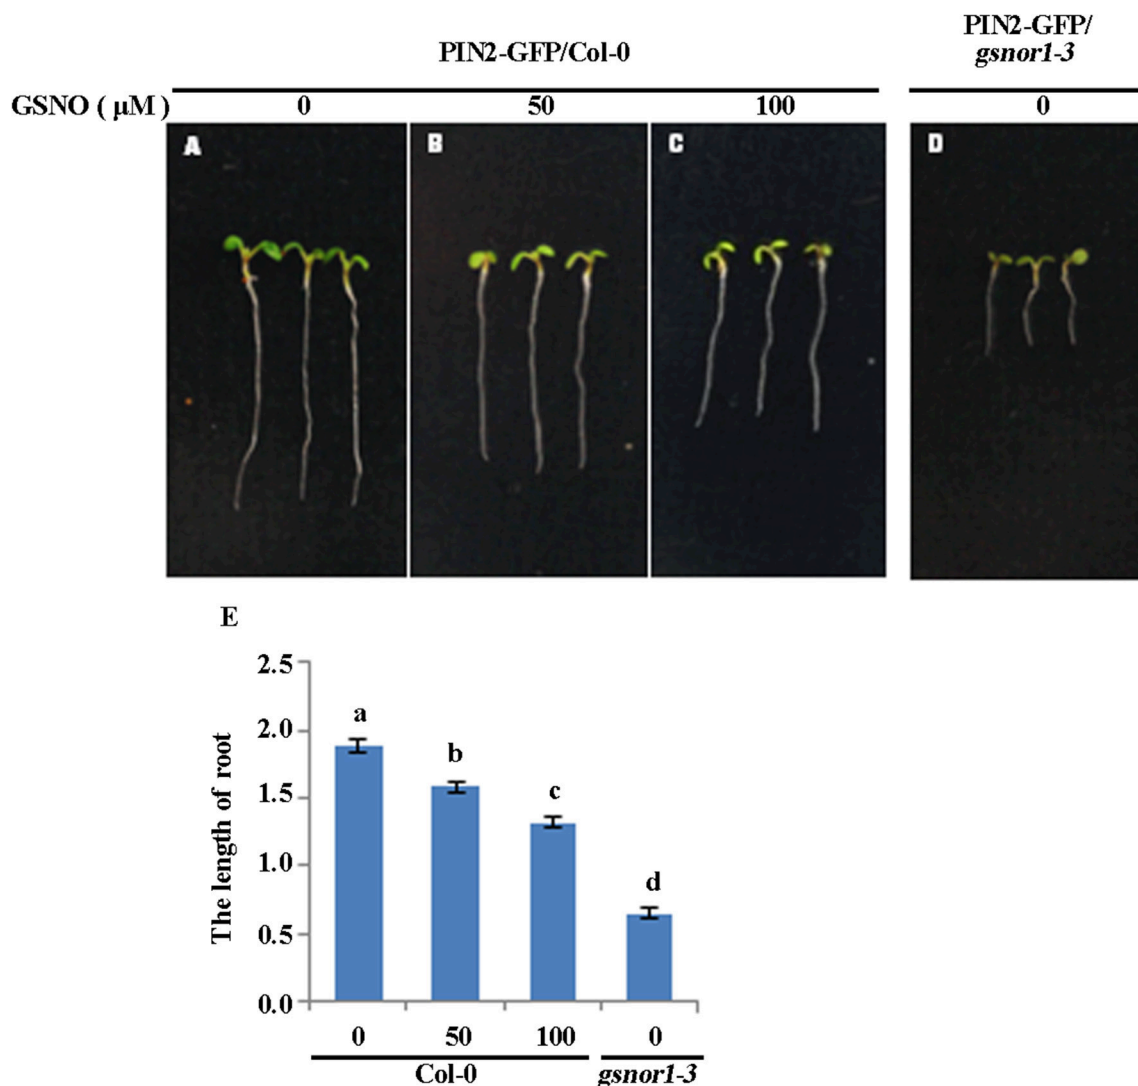 PIN2-GFP/Col-0
PIN2-GFP/
gsnor1-3
GSNO ( μM ) 0 50 100 0
A B C D
E
The length of root
2.5
2.0
1.5
1.0
0.5
0.0
a
b
c
d
0 50 100 0
Col-0 gsnor1-3